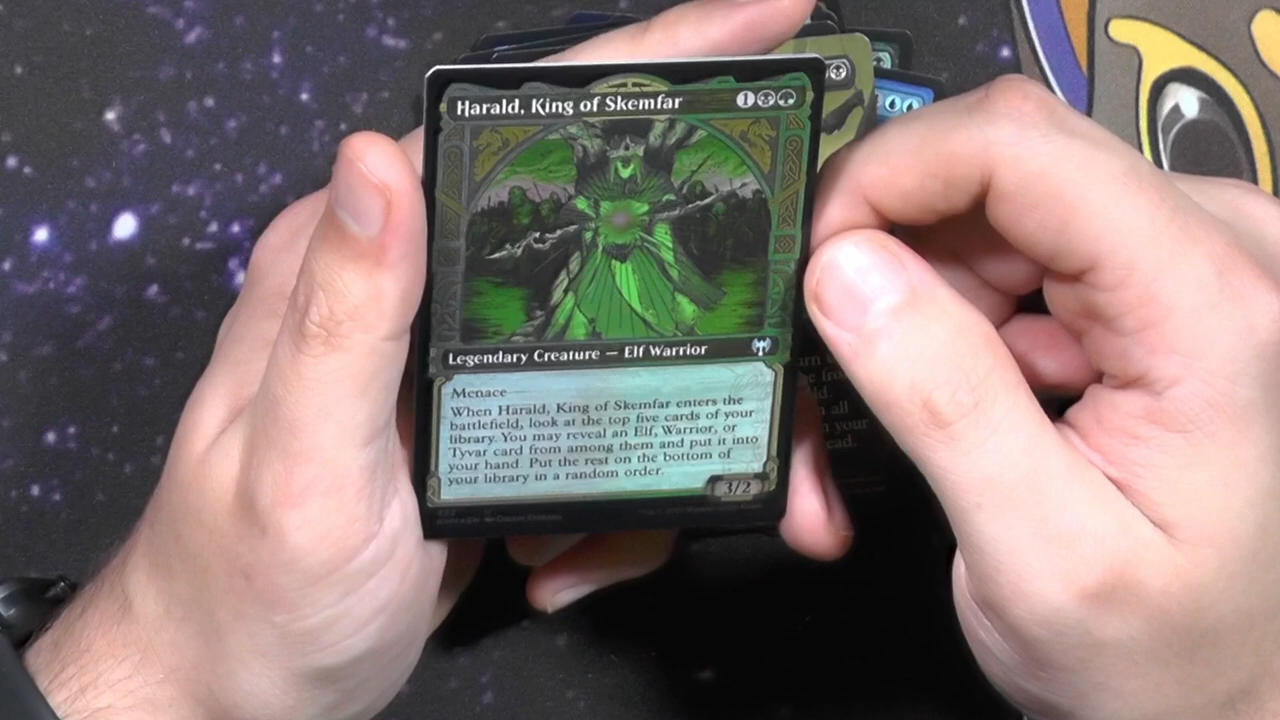 Harald, King of Skemfar
1
Legendary Creature — Elf Warrior
Menace
When Harald, King of Skemfar enters the
battlefield, look at the top five cards of your
library. You may reveal an Elf, Warrior, or
Tyvar card from among them and put it into
your hand. Put the rest on the bottom of
your library in a random order.
3/2
all
your